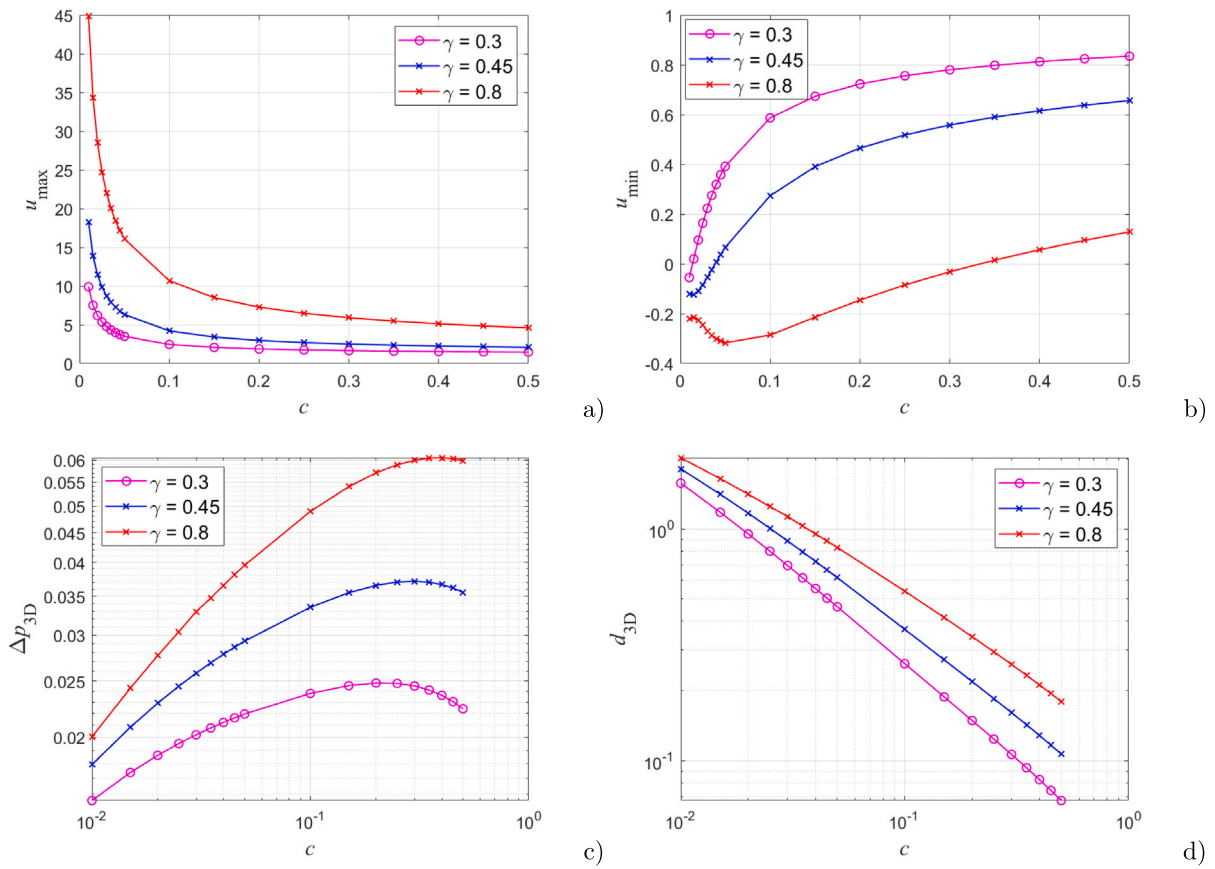 45
40
35
30
25
20
15
10
5
0
u_max
γ = 0.3
γ = 0.45
γ = 0.8
0 0.1 0.2 0.3 0.4 0.5
c
a)
1
0.8
0.6
0.4
0.2
0
-0.2
-0.4
u_min
γ = 0.3
γ = 0.45
γ = 0.8
0 0.1 0.2 0.3 0.4 0.5
c
b)
0.06
0.055
0.05
0.045
0.04
0.035
0.03
0.025
0.02
Δp_3D
γ = 0.3
γ = 0.45
γ = 0.8
10^-2 10^-1 10^0
c
c)
10^0
10^-1
d_3D
γ = 0.3
γ = 0.45
γ = 0.8
10^-2 10^-1 10^0
c
d)